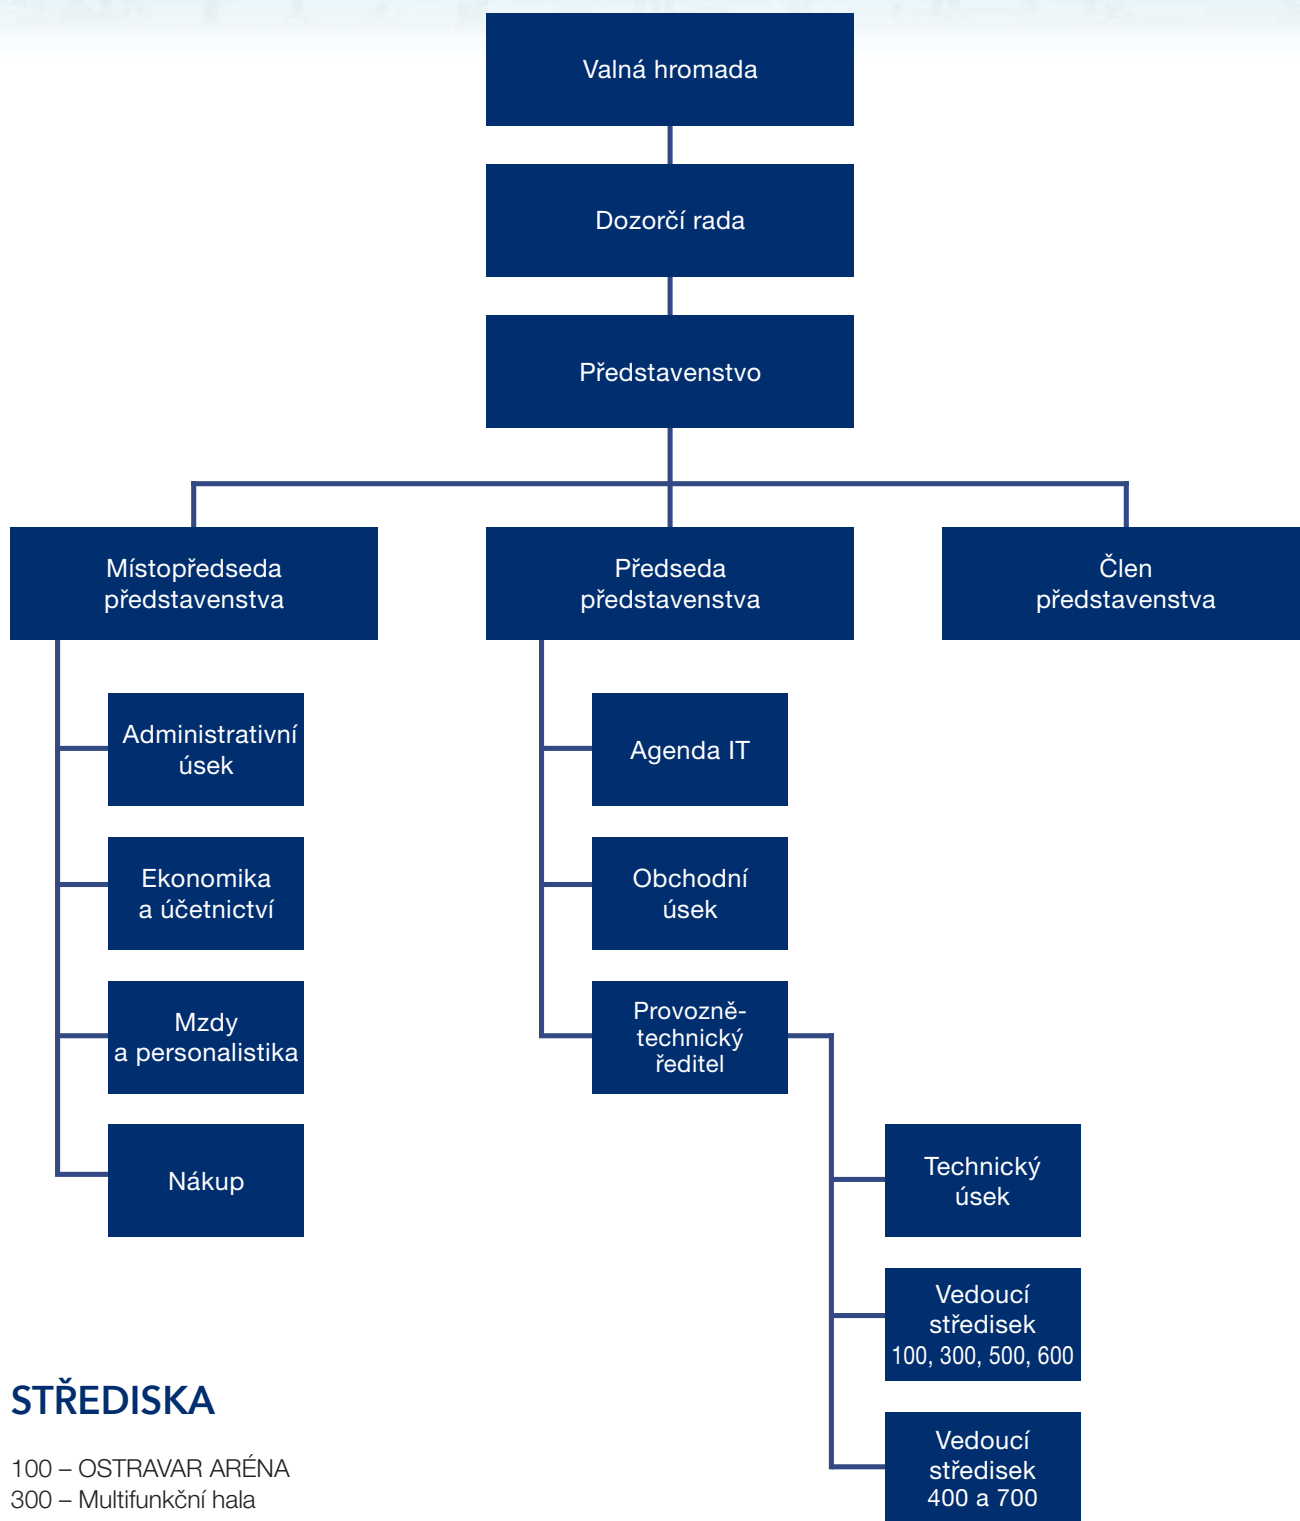 Valná hromada
Dozorčí rada
Představenstvo
Místopředseda
představenstva
Předseda
představenstva
Člen
představenstva
Administrativní
úsek
Ekonomika
a účetnictví
Mzdy
a personalistika
Nákup
Agenda IT
Obchodní
úsek
Provozně-
technický
ředitel
Technický
úsek
Vedoucí
středisek
100, 300, 500, 600
Vedoucí
středisek
400 a 700
STŘEDISKA
100 – OSTRAVAR ARÉNA
300 – Multifunkční hala